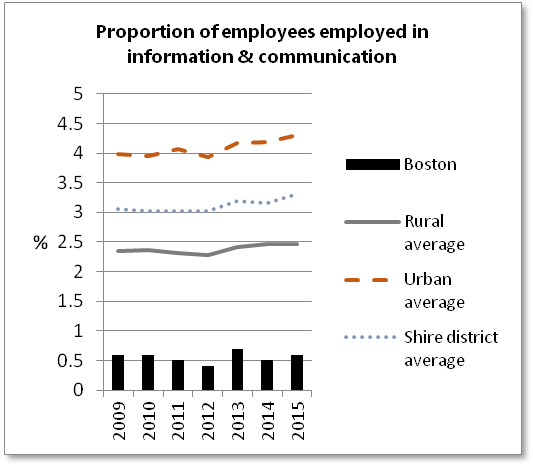 Proportion of employees employed in
information & communication
5
4.5
4
3.5
3
% 2.5
2
1.5
1
0.5
0
2009 2010 2011 2012 2013 2014 2015
Boston
Rural
average
Urban
average
Shire district
average